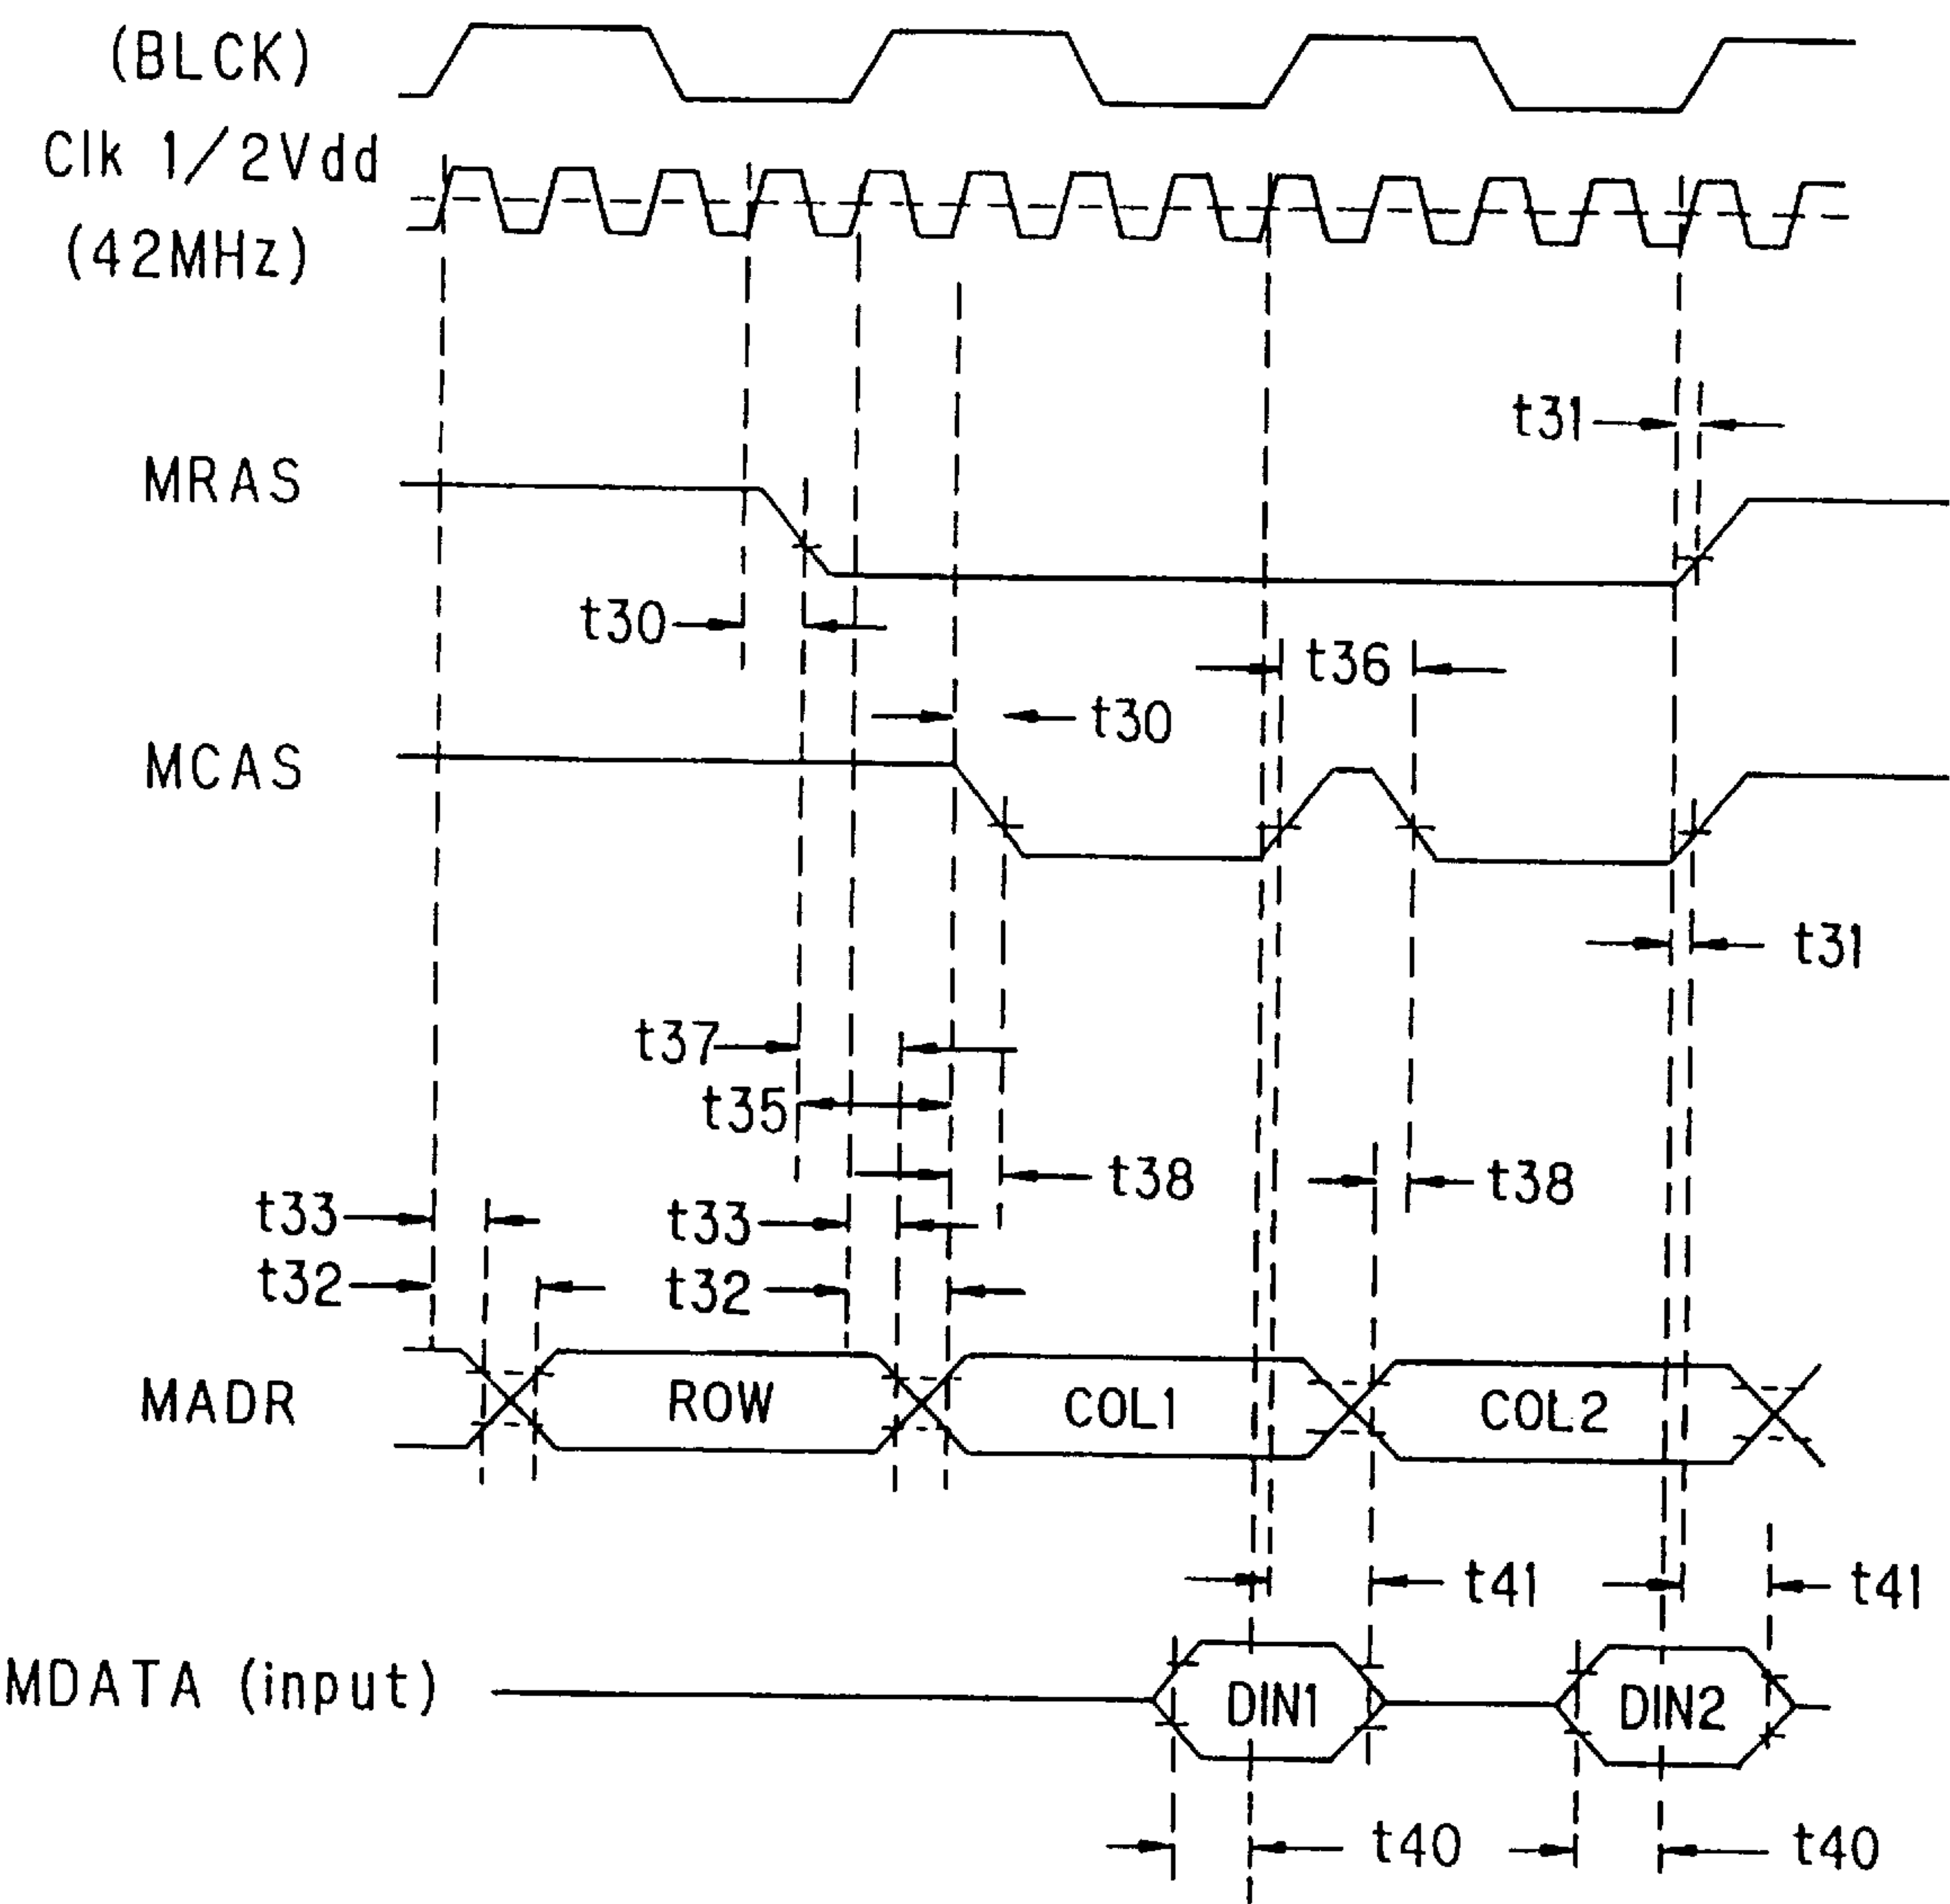 (BLCK)
Clk 1/2Vdd
(42MHz)
t31
MRAS
t30
t36
t30
MCAS
t31
t37
t35
t38
t38
t33
t33
t32
t32
MADR
ROW
COL1
COL2
t41
t41
MDATA (input)
DIN1
DIN2
t40
t40